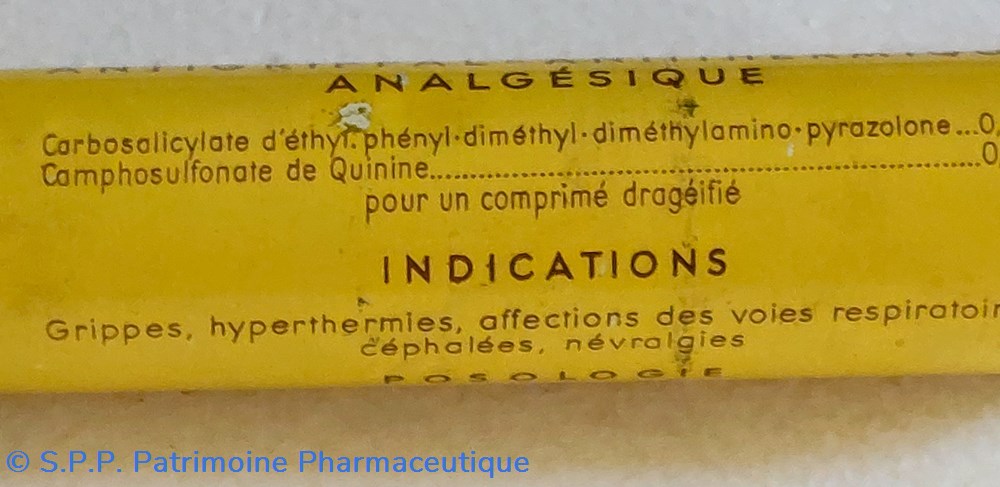 ANALGÉSIQUE
Carbosalicylate d'éthyl. phényl·diméthyl·diméthylamino·pyrazolone...0,
Camphosulfonate de Quinine......................................................0
pour un comprimé dragéifié
INDICATIONS
Grippes, hyperthermies, affections des voies respiratoir
céphalées, névralgies
POSOLOGIE
© S.P.P. Patrimoine Pharmaceutique